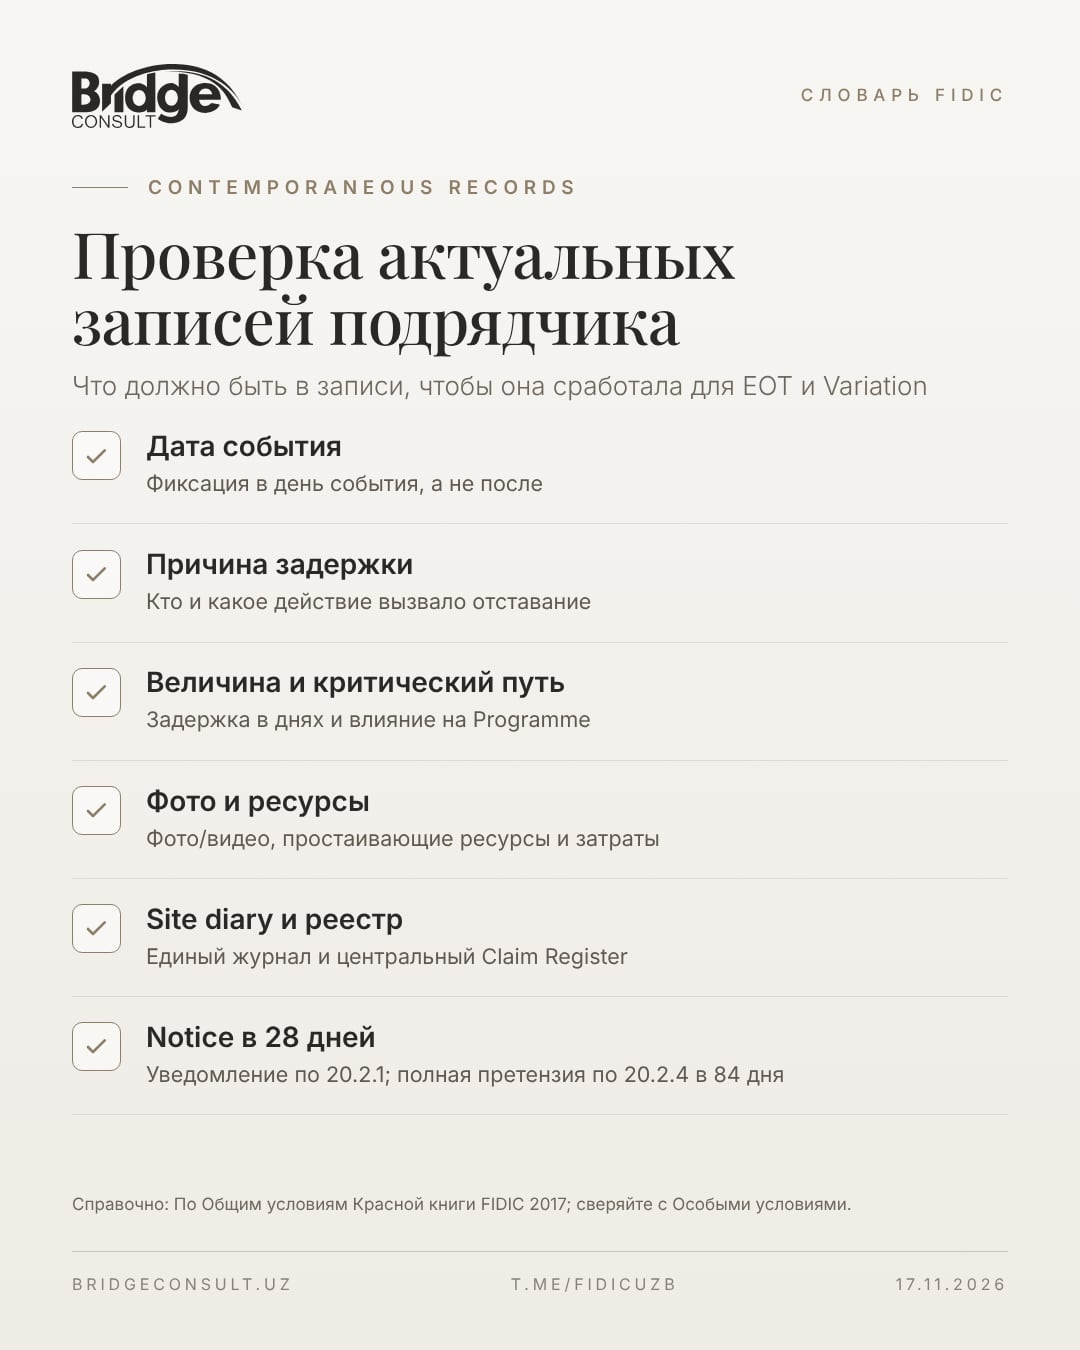 Bridge
CONSULT
СЛОВАРЬ FIDIC
CONTEMPORANEOUS RECORDS
Проверка актуальных
записей подрядчика
Что должно быть в записи, чтобы она сработала для EOT и Variation
Дата события
Фиксация в день события, а не после
Причина задержки
Кто и какое действие вызвало отставание
Величина и критический путь
Задержка в днях и влияние на Programme
Фото и ресурсы
Фото/видео, простаивающие ресурсы и затраты
Site diary и реестр
Единый журнал и центральный Claim Register
Notice в 28 дней
Уведомление по 20.2.1; полная претензия по 20.2.4 в 84 дня
Справочно: По Общим условиям Красной книги FIDIC 2017; сверяйте с Особыми условиями.
BRIDGECONSULT.UZ
T.ME/FIDICUZB
17.11.2026